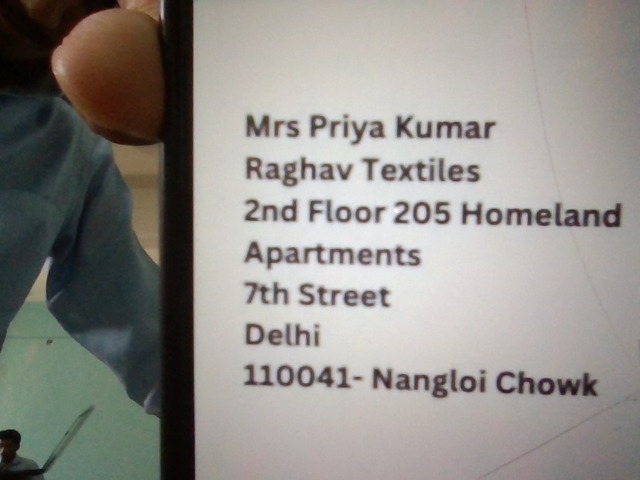 Mrs Priya Kumar
Raghav Textiles
2nd Floor 205 Homeland
Apartments
7th Street
Delhi
110041- Nangloi Chowk